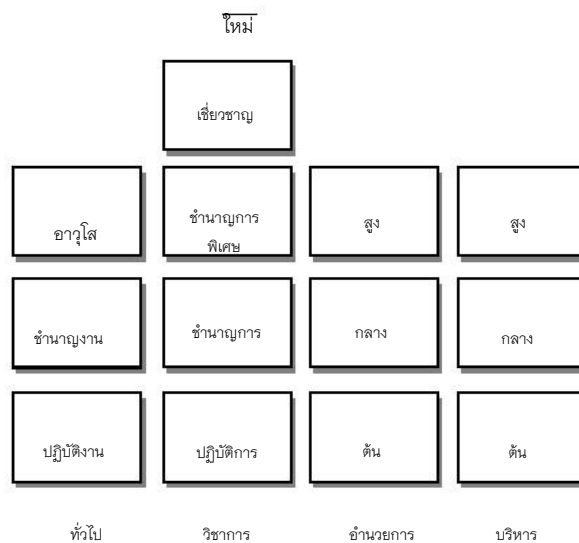 ใหม่
เชี่ยวชาญ
อาวุโส
ชำนาญการ
พิเศษ
สูง
สูง
ชำนาญงาน
ชำนาญการ
กลาง
กลาง
ปฏิบัติงาน
ปฏิบัติการ
ต้น
ต้น
ทั่วไป
วิชาการ
อำนวยการ
บริหาร